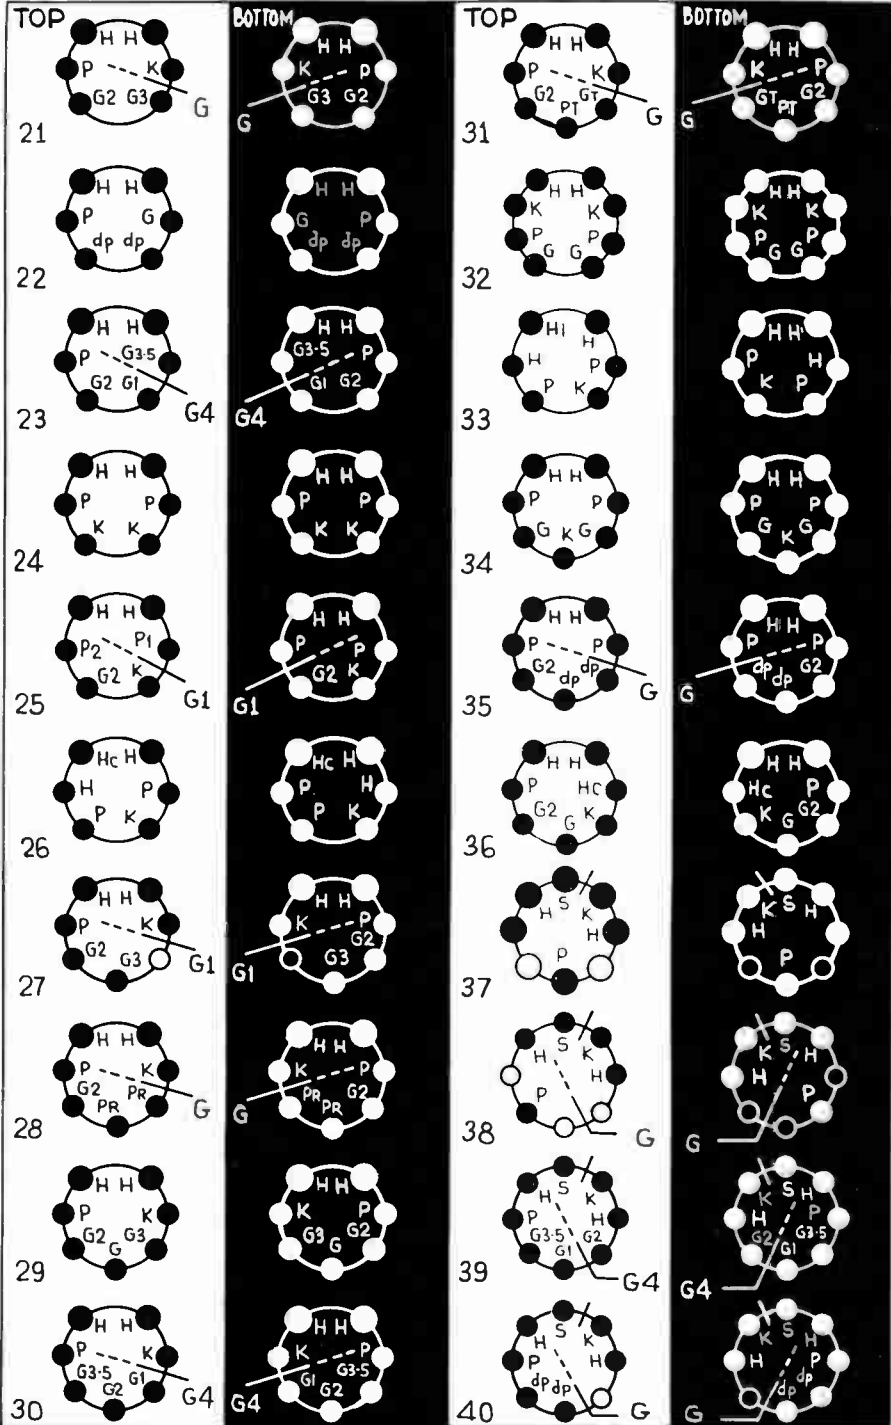 TOP
BOTTOM
TOP
BOTTOM
H H
P K
G2 G3
G
21
H H
K P
G3 G2
G
H H
P K
G2 PT GT
G
31
H H
K P
GT PT G2
G
H H
P G
dp dp
22
H H
G P
dp dp
H H
K K
P P
G G
32
H H
K K
P P
G G
H H
P G3-5
G2 G1
G4
23
H H
G3-5 P
G1 G2
G4
H H
H P
P K
33
H H
P H
K P
H H
P P
K K
24
H H
P P
K K
H H
P P
G K G
34
H H
P P
G K G
H H
P2 P1
G2 K
G1
25
H H
P P
G2 K
G1
H H
P P
G2 dp dp
G
35
H H
P P
dp dp G2
G
HC H
H P
P K
26
HC H
P H
P K
H H
P HC
G2 G K
36
H H
HC P
K G G2
H H
P K
G2 G3
G1
27
H H
K P
G3 G2
G1
H S K
H
P
37
K S H
H
P
H H
P K
G2 PR PR
G
28
H H
K P
PR PR G2
G
H S K
H
P
G
38
K S H
H
P
G
H H
P K
G2 G G3
29
H H
K P
G3 G G2
H S K
P H
G3-5 G1 G2
G4
39
K S H
H P
G2 G1 G3-5
G4
H H
P K
G3-5 G2 G1
G4
30
H H
K P
G1 G2 G3-5
G4
H S K
P H
dp dp
G
40
K S H
H P
dp dp
G